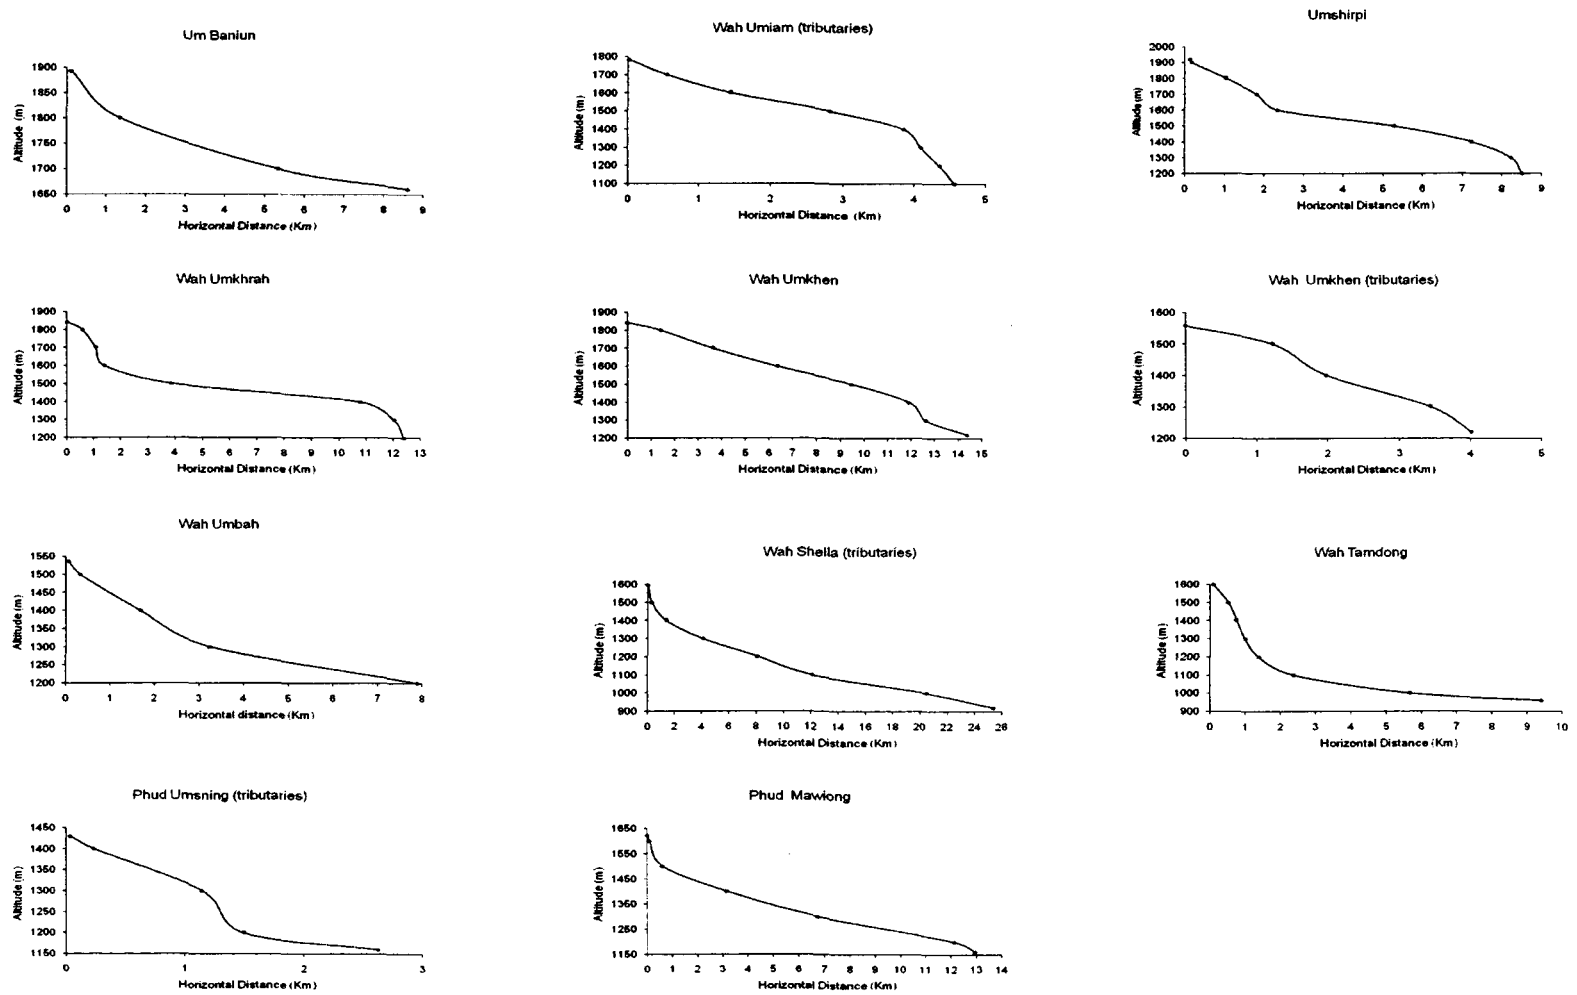 Um Baniun
1900
1850
1800
1750
1700
1650
Altitude (m)
0 1 2 3 4 5 6 7 8 9
Horizontal Distance (Km)
Wah Umiam (tributaries)
1800
1700
1600
1500
1400
1300
1200
1100
Altitude (m)
0 1 2 3 4 5
Horizontal Distance (Km)
Umshirpi
2000
1900
1800
1700
1600
1500
1400
1300
1200
Altitude (m)
0 1 2 3 4 5 6 7 8 9
Horizontal Distance (Km)
Wah Umkhrah
1900
1800
1700
1600
1500
1400
1300
1200
Altitude (m)
0 1 2 3 4 5 6 7 8 9 10 11 12 13
Horizontal Distance (Km)
Wah Umkhen
1900
1800
1700
1600
1500
1400
1300
1200
Altitude (m)
0 1 2 3 4 5 6 7 8 9 10 11 12 13 14 15
Horizontal Distance (Km)
Wah Umkhen (tributaries)
1600
1500
1400
1300
1200
Altitude (m)
0 1 2 3 4 5
Horizontal Distance (Km)
Wah Umbah
1550
1500
1450
1400
1350
1300
1250
1200
Altitude (m)
0 1 2 3 4 5 6 7 8
Horizontal distance (Km)
Wah Shella (tributaries)
1600
1500
1400
1300
1200
1100
1000
900
Altitude (m)
0 2 4 6 8 10 12 14 16 18 20 22 24 26
Horizontal Distance (Km)
Wah Tamdong
1600
1500
1400
1300
1200
1100
1000
900
Altitude (m)
0 1 2 3 4 5 6 7 8 9 10
Horizontal Distance (Km)
Phud Umsning (tributaries)
1450
1400
1350
1300
1250
1200
1150
Altitude (m)
0 1 2 3
Horizontal Distance (Km)
Phud Mawiong
1650
1550
1450
1350
1250
1150
Altitude (m)
0 1 2 3 4 5 6 7 8 9 10 11 12 13 14
Horizontal Distance (Km)